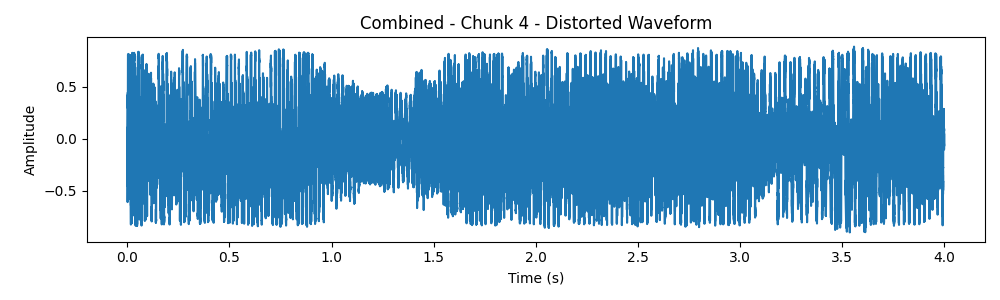 Combined - Chunk 4 - Distorted Waveform
Amplitude
0.5
0.0
−0.5
0.0 0.5 1.0 1.5 2.0 2.5 3.0 3.5 4.0
Time (s)